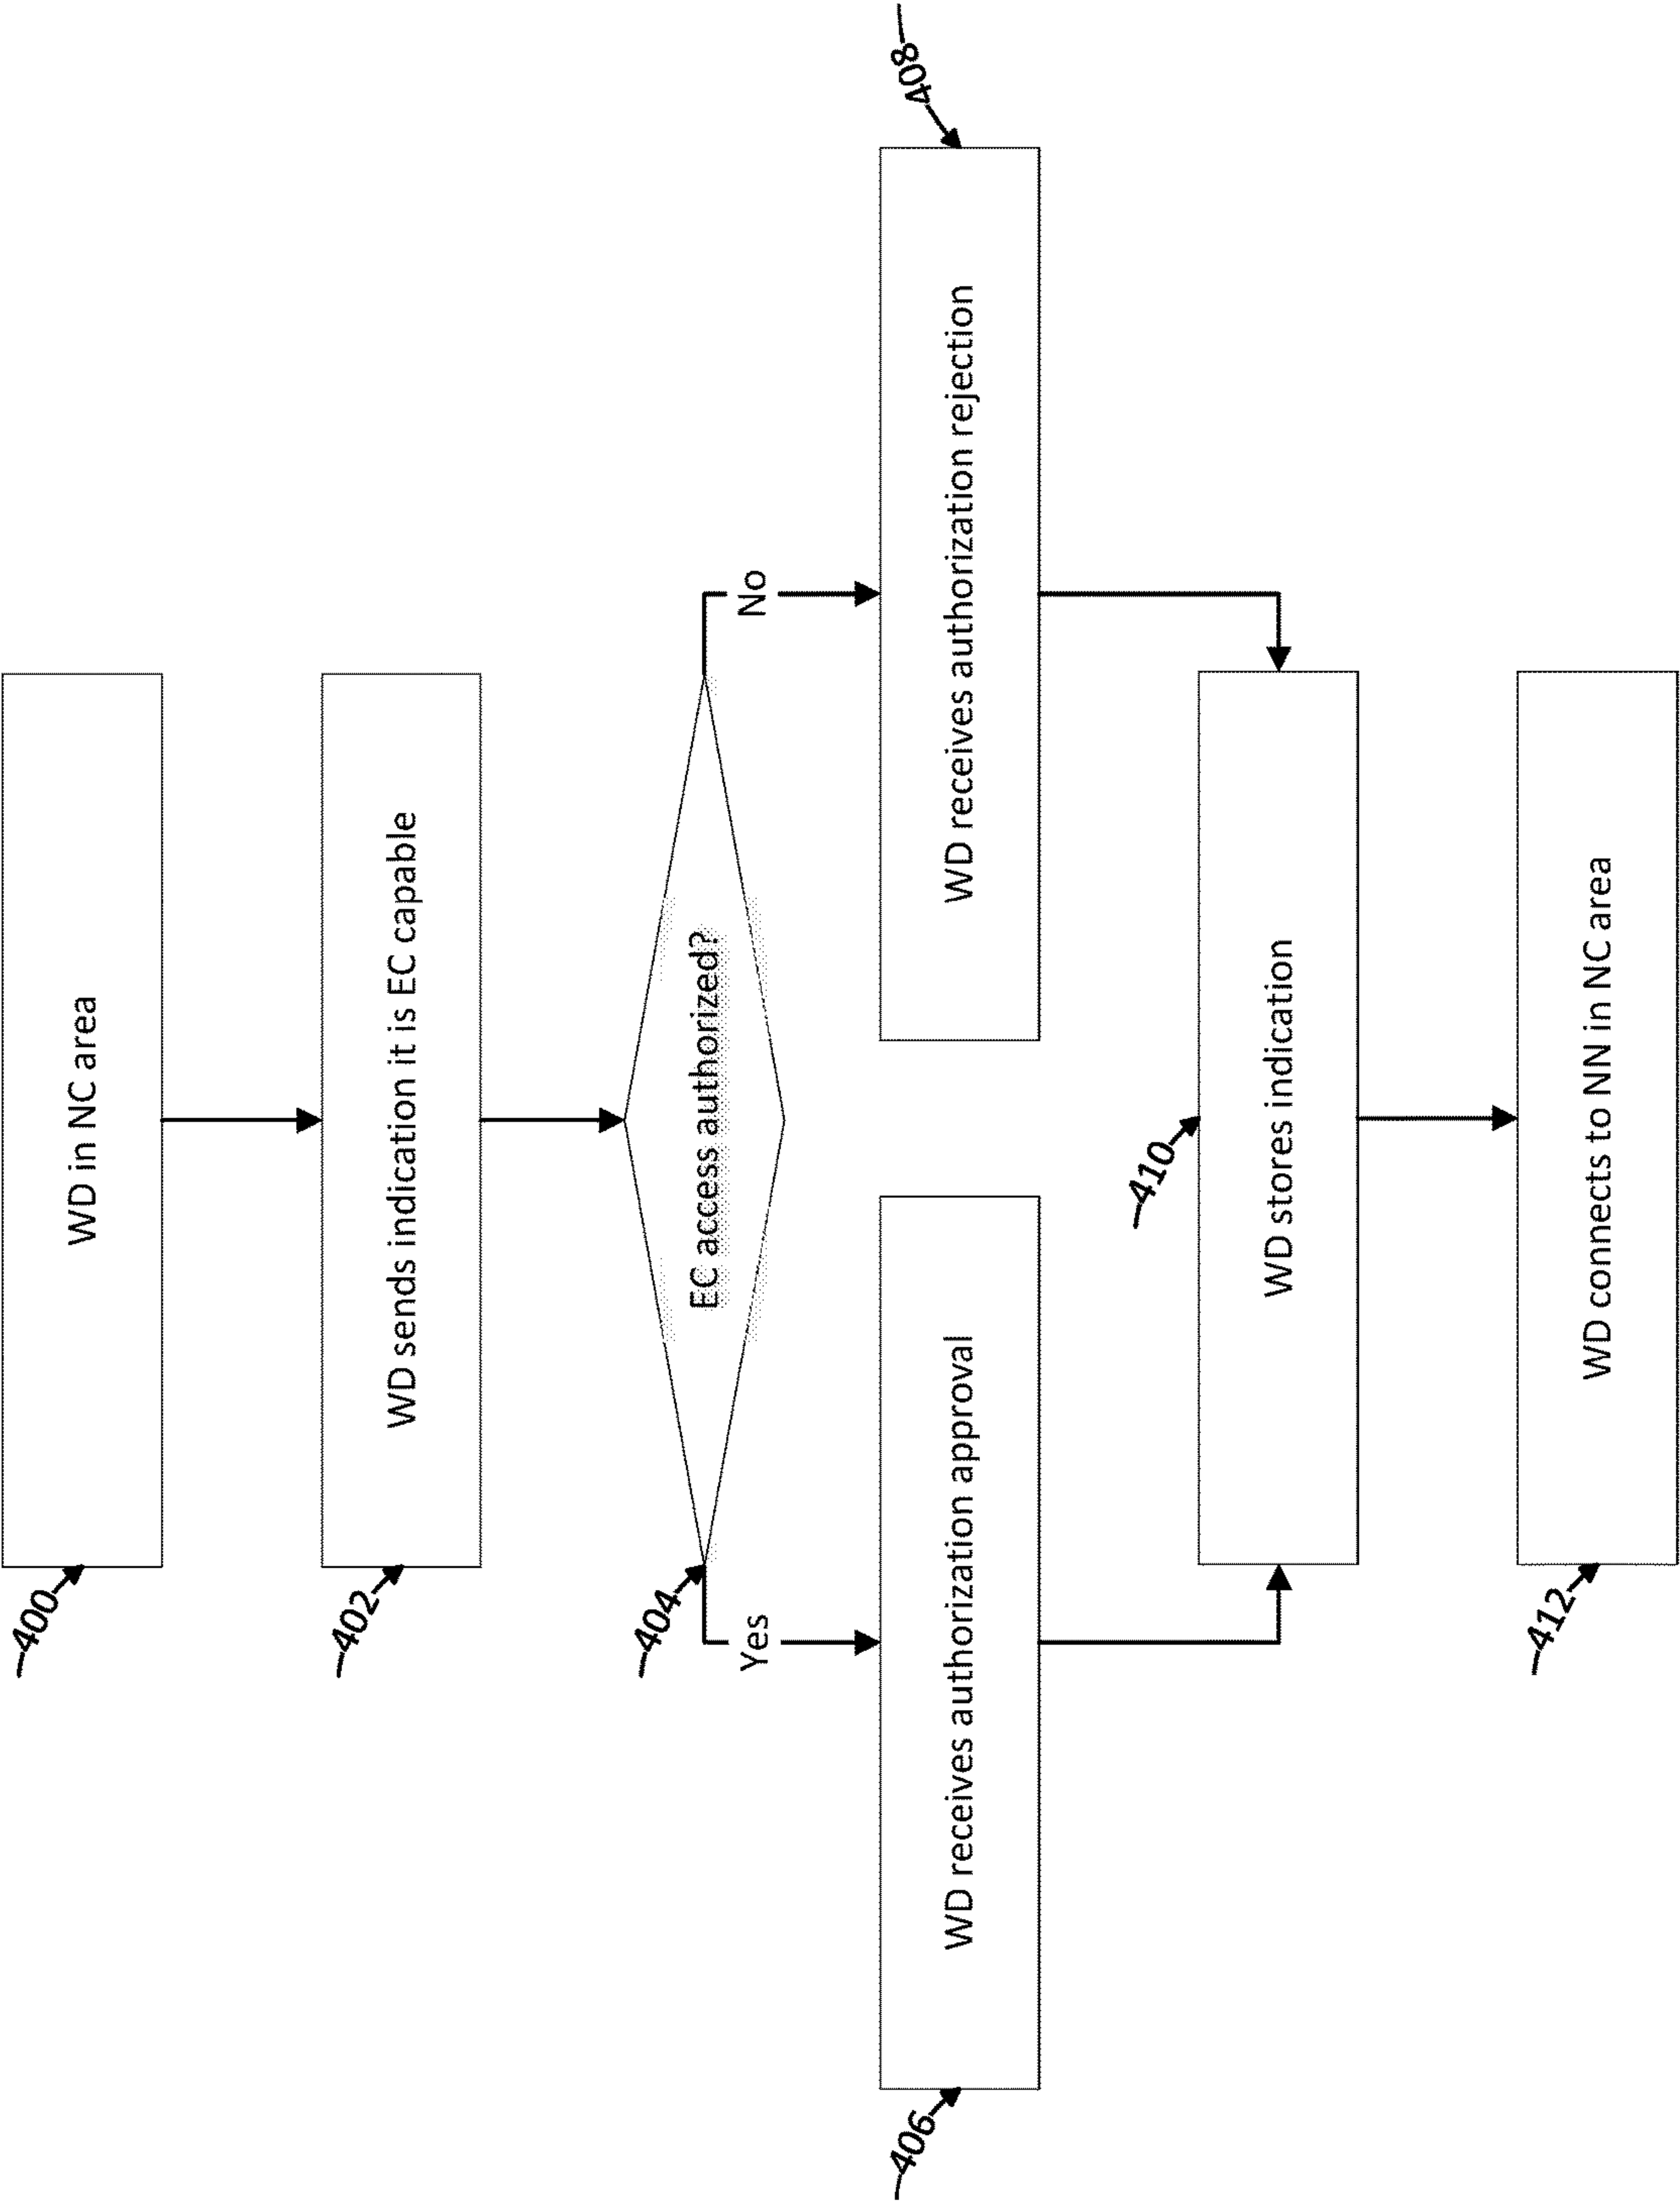 400
WD in NC area
402
WD sends indication it is EC capable
404
EC access authorized?
Yes
No
406
WD receives authorization approval
WD receives authorization rejection
408
410
WD stores indication
412
WD connects to NN in NC area